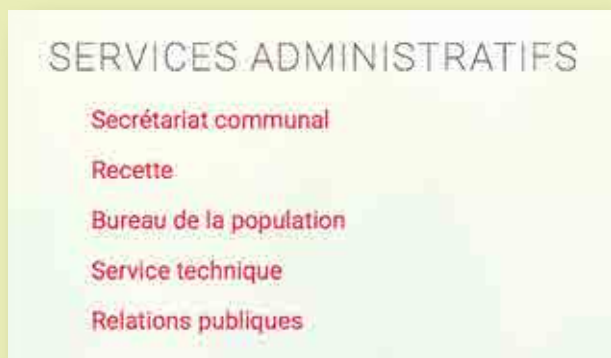 SERVICES ADMINISTRATIFS
Secrétariat communal
Recette
Bureau de la population
Service technique
Relations publiques